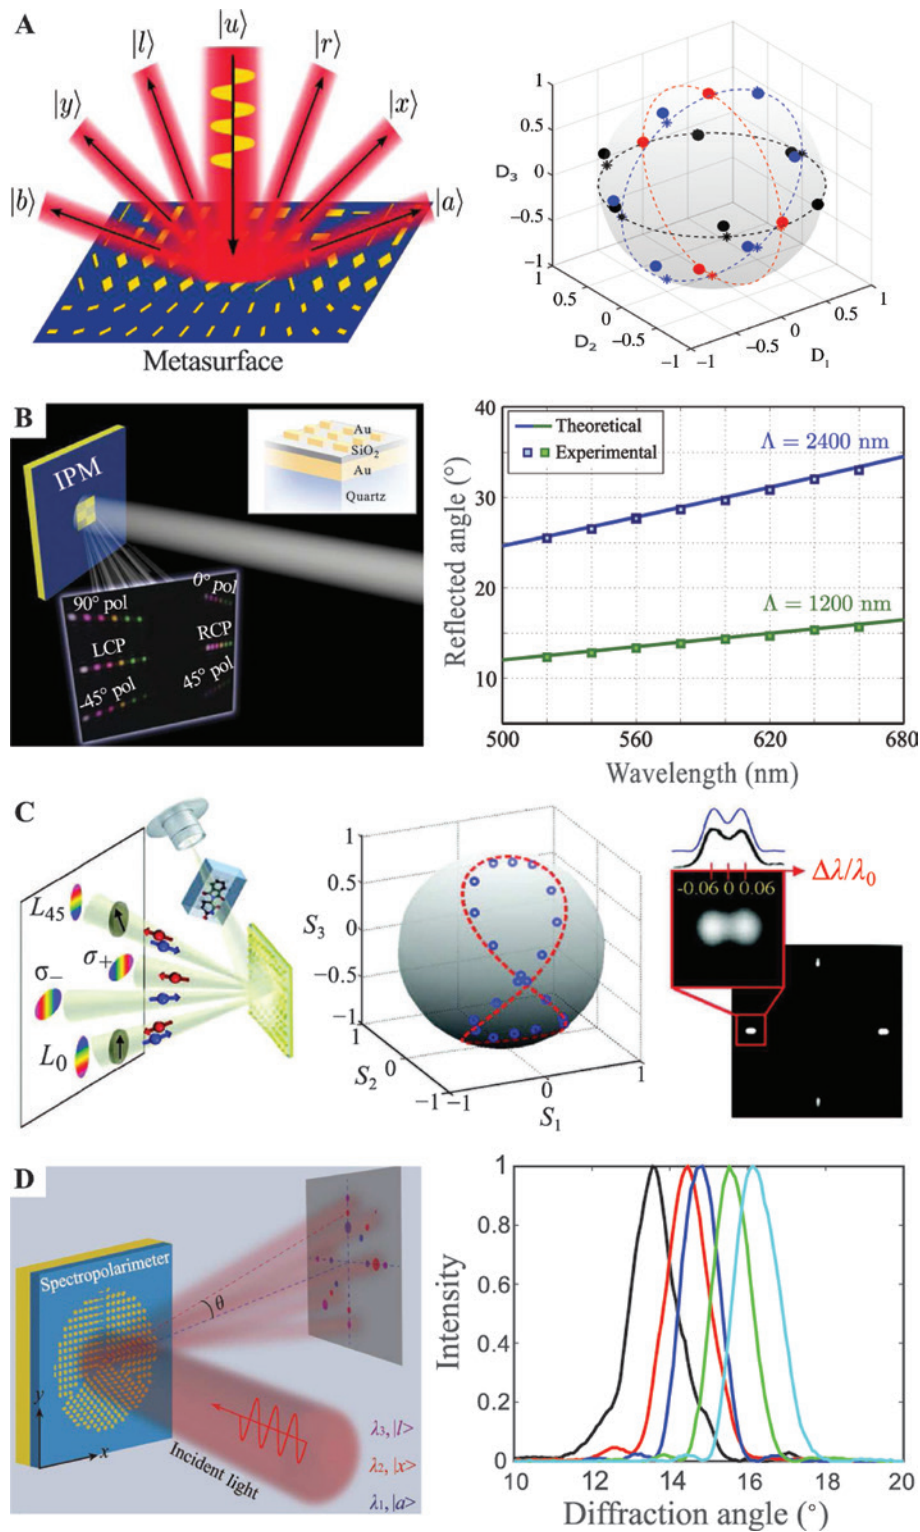 A
|b⟩
|y⟩
|l⟩
|u⟩
|r⟩
|x⟩
|a⟩
Metasurface
D₃
1
0.5
0
−0.5
−1
1
0.5
0
−0.5
−1
D₂
−1
−0.5
0
0.5
1
D₁
B
IPM
Au
SiO₂
Au
Quartz
90° pol
0° pol
LCP
RCP
-45° pol
45° pol
Reflected angle (°)
40
30
20
10
Theoretical
Experimental
Λ = 2400 nm
Λ = 1200 nm
500
560
620
680
Wavelength (nm)
C
L₄₅
σ₊
σ₋
L₀
S₃
1
0.5
0
−0.5
−1
1
0
−1
S₂
−1
0
1
S₁
Δλ/λ₀
-0.06 0 0.06
D
Spectropolarimeter
θ
y
x
Incident light
λ₃, |l>
λ₂, |x>
λ₁, |a>
Intensity
1
0.8
0.6
0.4
0.2
0
10
12
14
16
18
20
Diffraction angle (°)